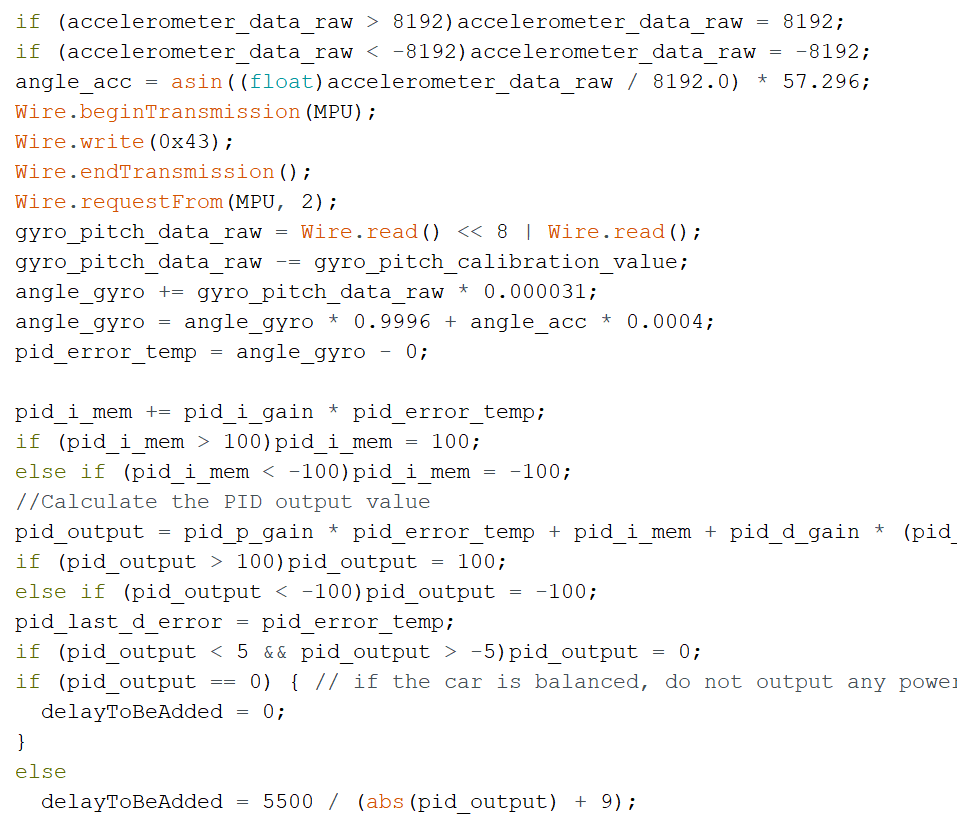 if (accelerometer_data_raw > 8192)accelerometer_data_raw = 8192;
if (accelerometer_data_raw < -8192)accelerometer_data_raw = -8192;
angle_acc = asin((float)accelerometer_data_raw / 8192.0) * 57.296;
Wire.beginTransmission(MPU);
Wire.write(0x43);
Wire.endTransmission();
Wire.requestFrom(MPU, 2);
gyro_pitch_data_raw = Wire.read() << 8 | Wire.read();
gyro_pitch_data_raw -= gyro_pitch_calibration_value;
angle_gyro += gyro_pitch_data_raw * 0.000031;
angle_gyro = angle_gyro * 0.9996 + angle_acc * 0.0004;
pid_error_temp = angle_gyro - 0;

pid_i_mem += pid_i_gain * pid_error_temp;
if (pid_i_mem > 100)pid_i_mem = 100;
else if (pid_i_mem < -100)pid_i_mem = -100;
//Calculate the PID output value
pid_output = pid_p_gain * pid_error_temp + pid_i_mem + pid_d_gain * (pid_
if (pid_output > 100)pid_output = 100;
else if (pid_output < -100)pid_output = -100;
pid_last_d_error = pid_error_temp;
if (pid_output < 5 && pid_output > -5)pid_output = 0;
if (pid_output == 0) { // if the car is balanced, do not output any power
  delayToBeAdded = 0;
}
else
  delayToBeAdded = 5500 / (abs(pid_output) + 9);